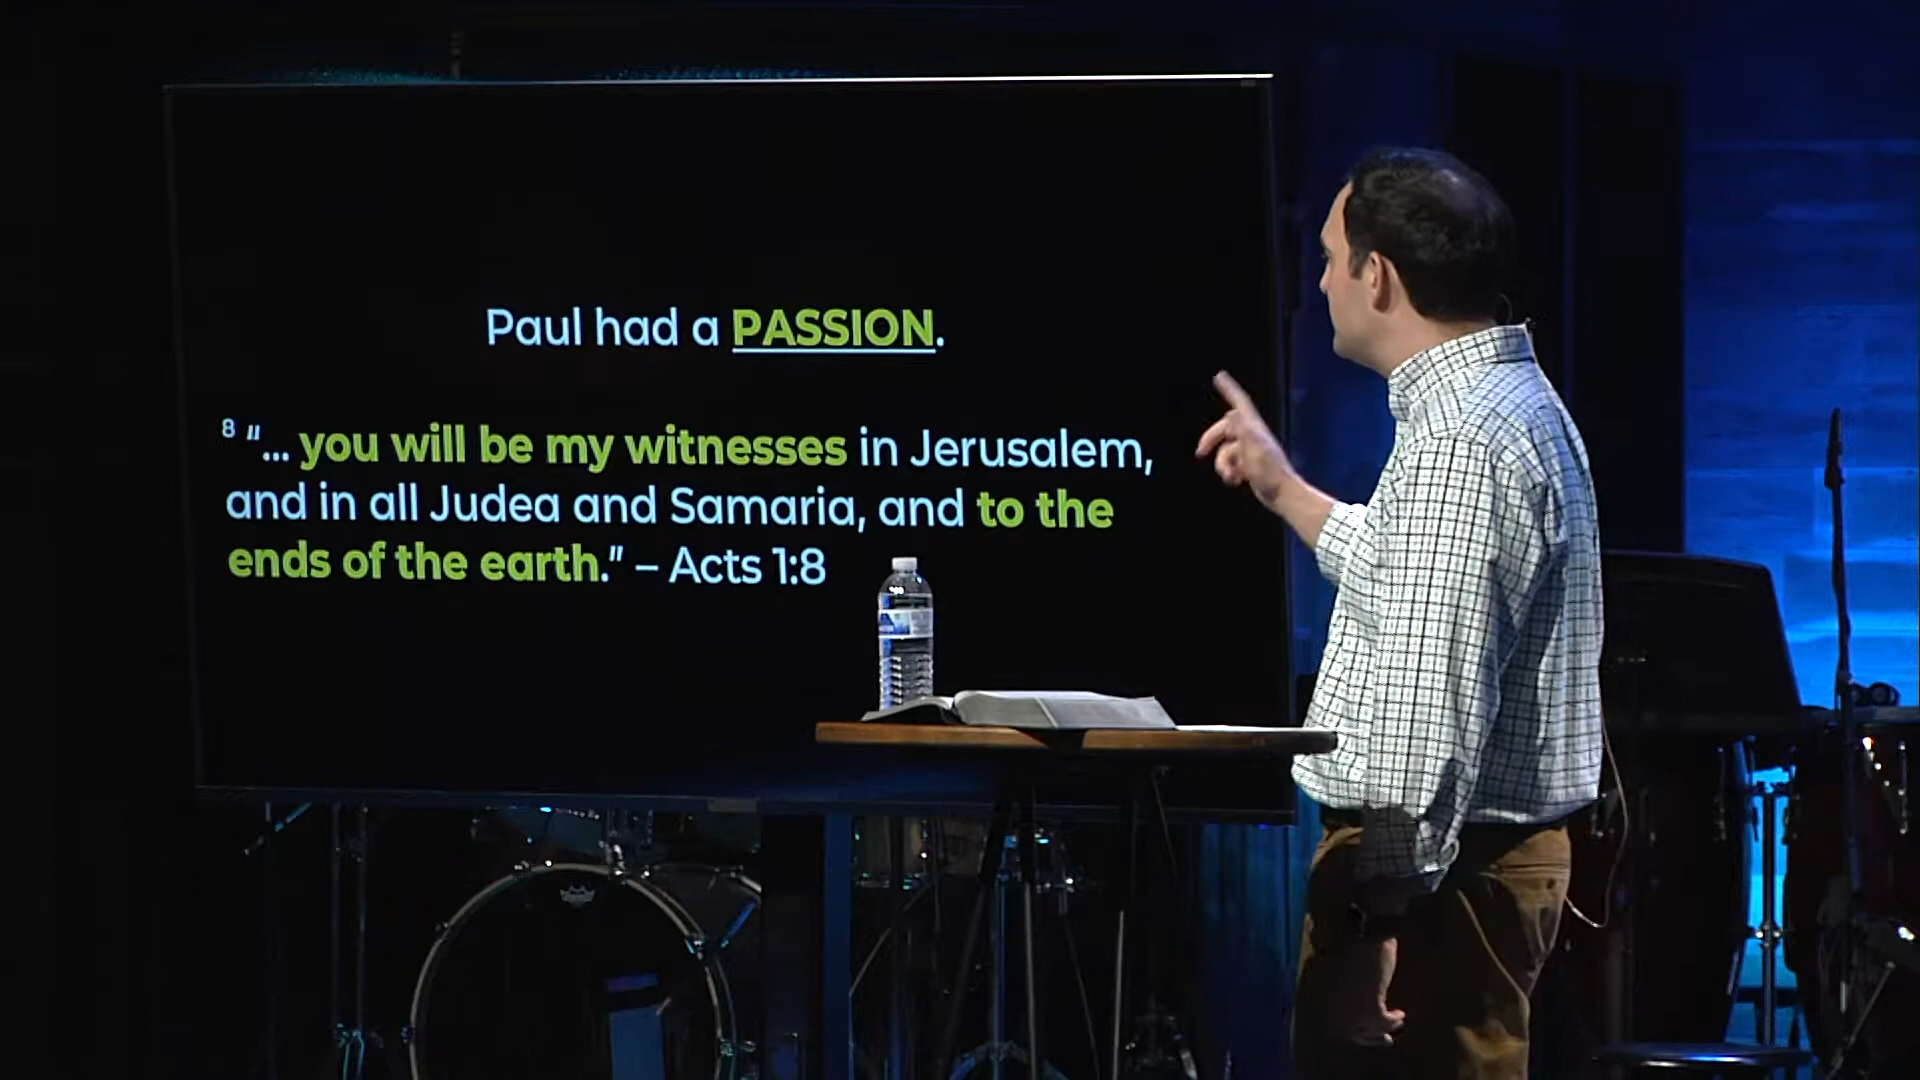 Paul had a PASSION.
8 "... you will be my witnesses in Jerusalem,
and in all Judea and Samaria, and to the
ends of the earth." – Acts 1:8